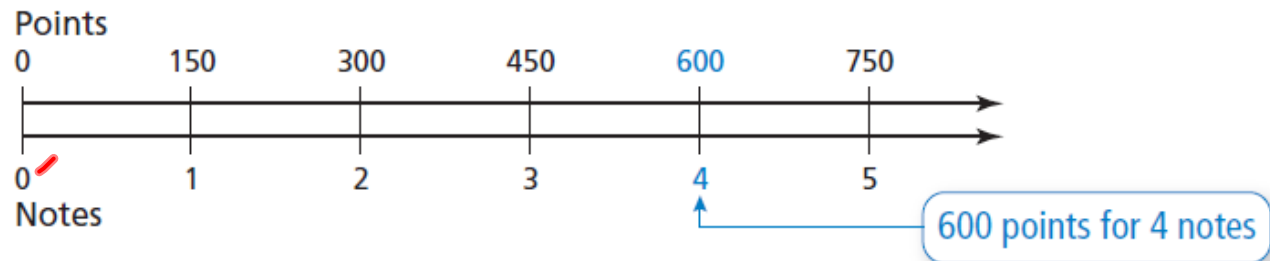 Points
0 150 300 450 600 750
0 1 2 3 4 5
Notes
600 points for 4 notes